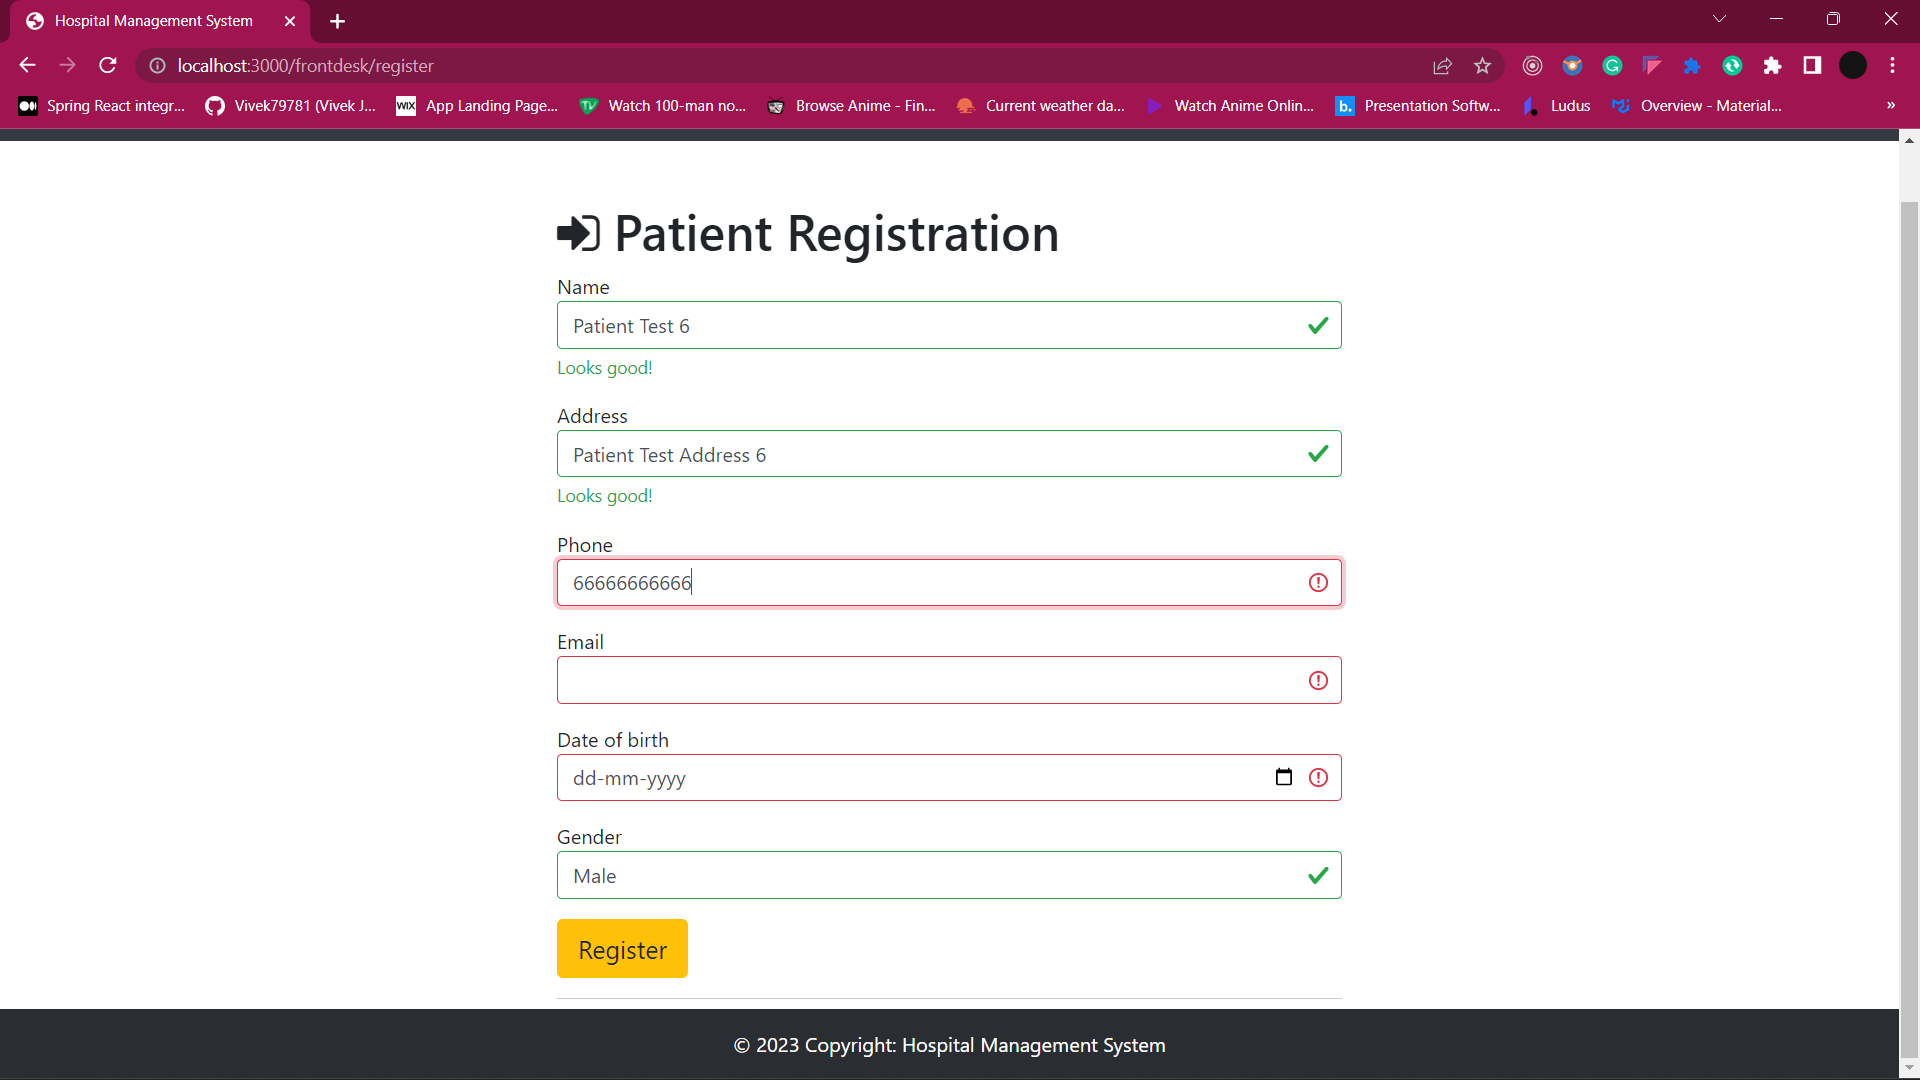 Hospital Management System
localhost:3000/frontdesk/register
Spring React integr... Vivek79781 (Vivek J... WIX App Landing Page... TV Watch 100-man no... Browse Anime - Fin... Current weather da... Watch Anime Onlin... b. Presentation Softw... Ludus Overview - Material... »
Patient Registration
Name
Patient Test 6
Looks good!
Address
Patient Test Address 6
Looks good!
Phone
66666666666
Email
Date of birth
dd-mm-yyyy
Gender
Male
Register
© 2023 Copyright: Hospital Management System